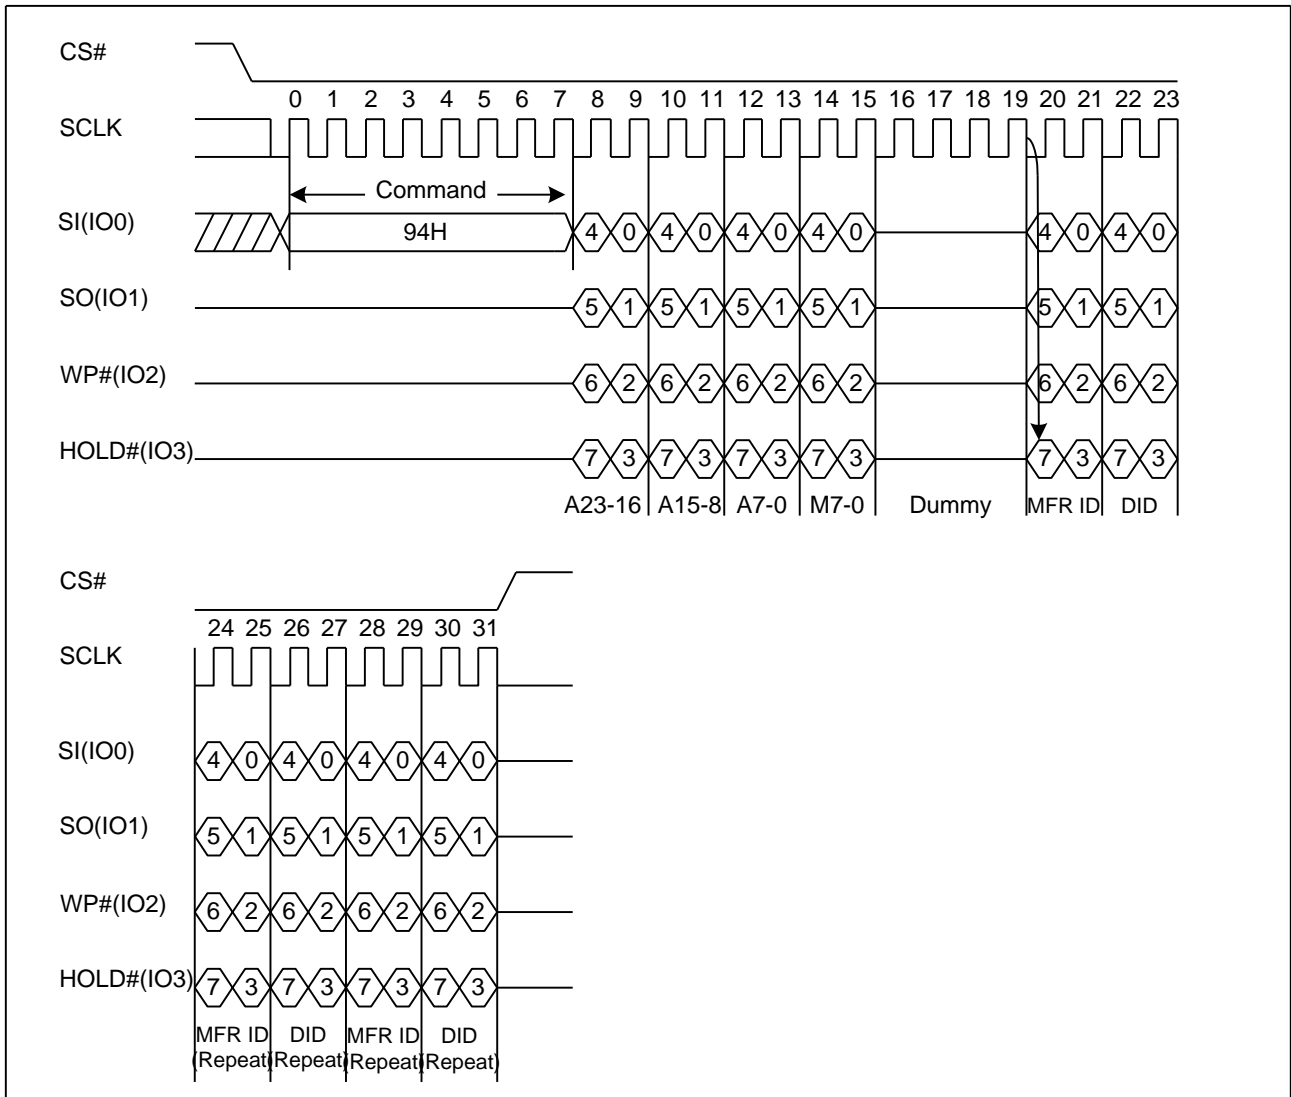 CS#
0 1 2 3 4 5 6 7 8 9 10 11 12 13 14 15 16 17 18 19 20 21 22 23
SCLK
Command
SI(IO0) 94H 4 0 4 0 4 0 4 0 4 0 4 0
SO(IO1) 5 1 5 1 5 1 5 1 5 1 5 1
WP#(IO2) 6 2 6 2 6 2 6 2 6 2 6 2
HOLD#(IO3) 7 3 7 3 7 3 7 3 7 3 7 3
A23-16 A15-8 A7-0 M7-0 Dummy MFR ID DID
CS#
24 25 26 27 28 29 30 31
SCLK
SI(IO0) 4 0 4 0 4 0 4 0
SO(IO1) 5 1 5 1 5 1 5 1
WP#(IO2) 6 2 6 2 6 2 6 2
HOLD#(IO3) 7 3 7 3 7 3 7 3
MFR ID DID MFR ID DID
(Repeat) (Repeat) (Repeat) (Repeat)